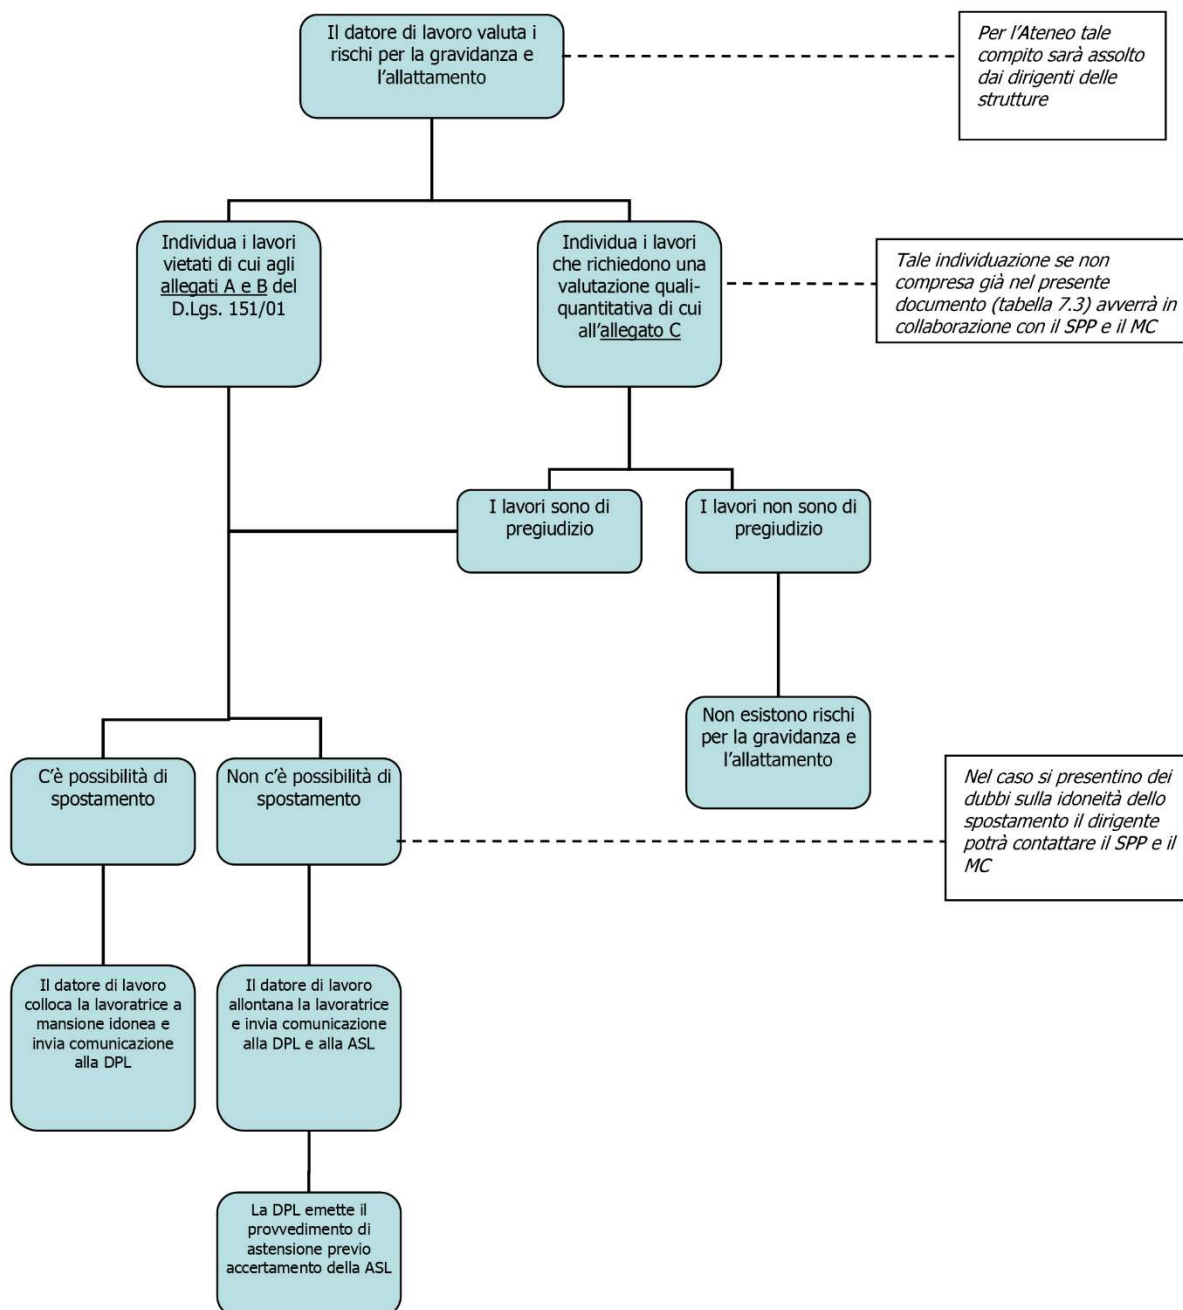 Il datore di lavoro valuta i
rischi per la gravidanza e
l'allattamento
Per l'Ateneo tale
compito sarà assolto
dai dirigenti delle
strutture
Individua i lavori
vietati di cui agli
allegati A e B del
D.Lgs. 151/01
Individua i lavori
che richiedono una
valutazione quali-
quantitativa di cui
all'allegato C
Tale individuazione se non
compresa già nel presente
documento (tabella 7.3) avverrà in
collaborazione con il SPP e il MC
I lavori sono di
pregiudizio
I lavori non sono di
pregiudizio
Non esistono rischi
per la gravidanza e
l'allattamento
C'è possibilità di
spostamento
Non c'è possibilità di
spostamento
Nel caso si presentino dei
dubbi sulla idoneità dello
spostamento il dirigente
potrà contattare il SPP e il
MC
Il datore di lavoro
colloca la lavoratrice a
mansione idonea e
invia comunicazione
alla DPL
Il datore di lavoro
allontana la lavoratrice
e invia comunicazione
alla DPL e alla ASL
La DPL emette il
provvedimento di
astensione previo
accertamento della ASL